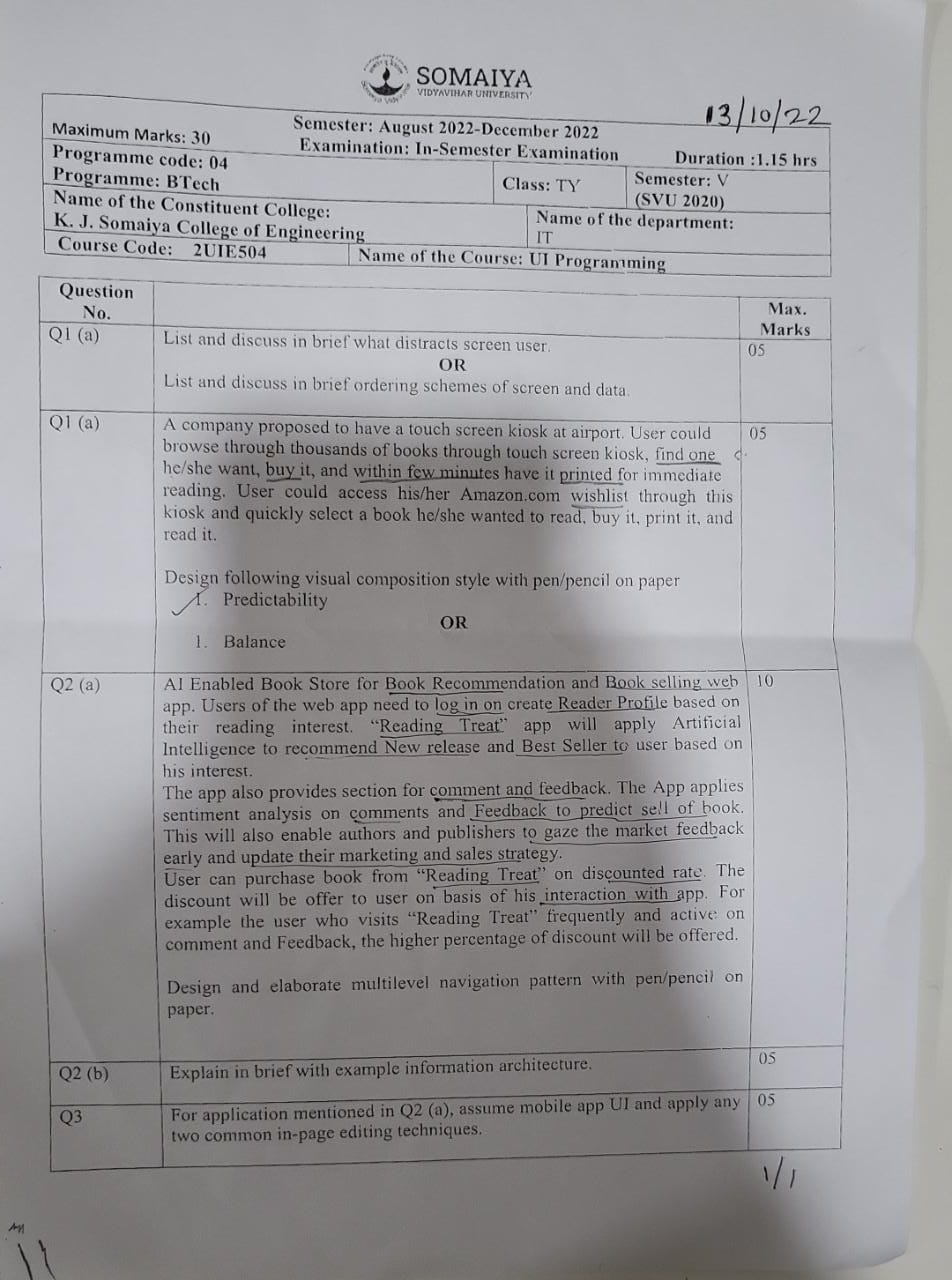 SOMAIYA
VIDYAVIHAR UNIVERSITY
13/10/22
Semester: August 2022-December 2022
Maximum Marks: 30
Examination: In-Semester Examination
Duration :1.15 hrs
Programme code: 04
Programme: BTech
Class: TY
Semester: V
(SVU 2020)
Name of the Constituent College:
K. J. Somaiya College of Engineering
Name of the department:
IT
Course Code: 2UIE504
Name of the Course: UI Programming
Question
No.
Max.
Marks
Q1 (a)
List and discuss in brief what distracts screen user.
05
OR
List and discuss in brief ordering schemes of screen and data.
Q1 (a)
A company proposed to have a touch screen kiosk at airport. User could
05
browse through thousands of books through touch screen kiosk, find one
he/she want, buy it, and within few minutes have it printed for immediate
reading. User could access his/her Amazon.com wishlist through this
kiosk and quickly select a book he/she wanted to read, buy it, print it, and
read it.
Design following visual composition style with pen/pencil on paper
1. Predictability
OR
1. Balance
Q2 (a)
AI Enabled Book Store for Book Recommendation and Book selling web
10
app. Users of the web app need to log in on create Reader Profile based on
their reading interest. “Reading Treat” app will apply Artificial
Intelligence to recommend New release and Best Seller to user based on
his interest.
The app also provides section for comment and feedback. The App applies
sentiment analysis on comments and Feedback to predict sell of book.
This will also enable authors and publishers to gaze the market feedback
early and update their marketing and sales strategy.
User can purchase book from “Reading Treat” on discounted rate. The
discount will be offer to user on basis of his interaction with app. For
example the user who visits “Reading Treat” frequently and active on
comment and Feedback, the higher percentage of discount will be offered.
Design and elaborate multilevel navigation pattern with pen/pencil on
paper.
Q2 (b)
Explain in brief with example information architecture.
05
Q3
For application mentioned in Q2 (a), assume mobile app UI and apply any
05
two common in-page editing techniques.
1/1